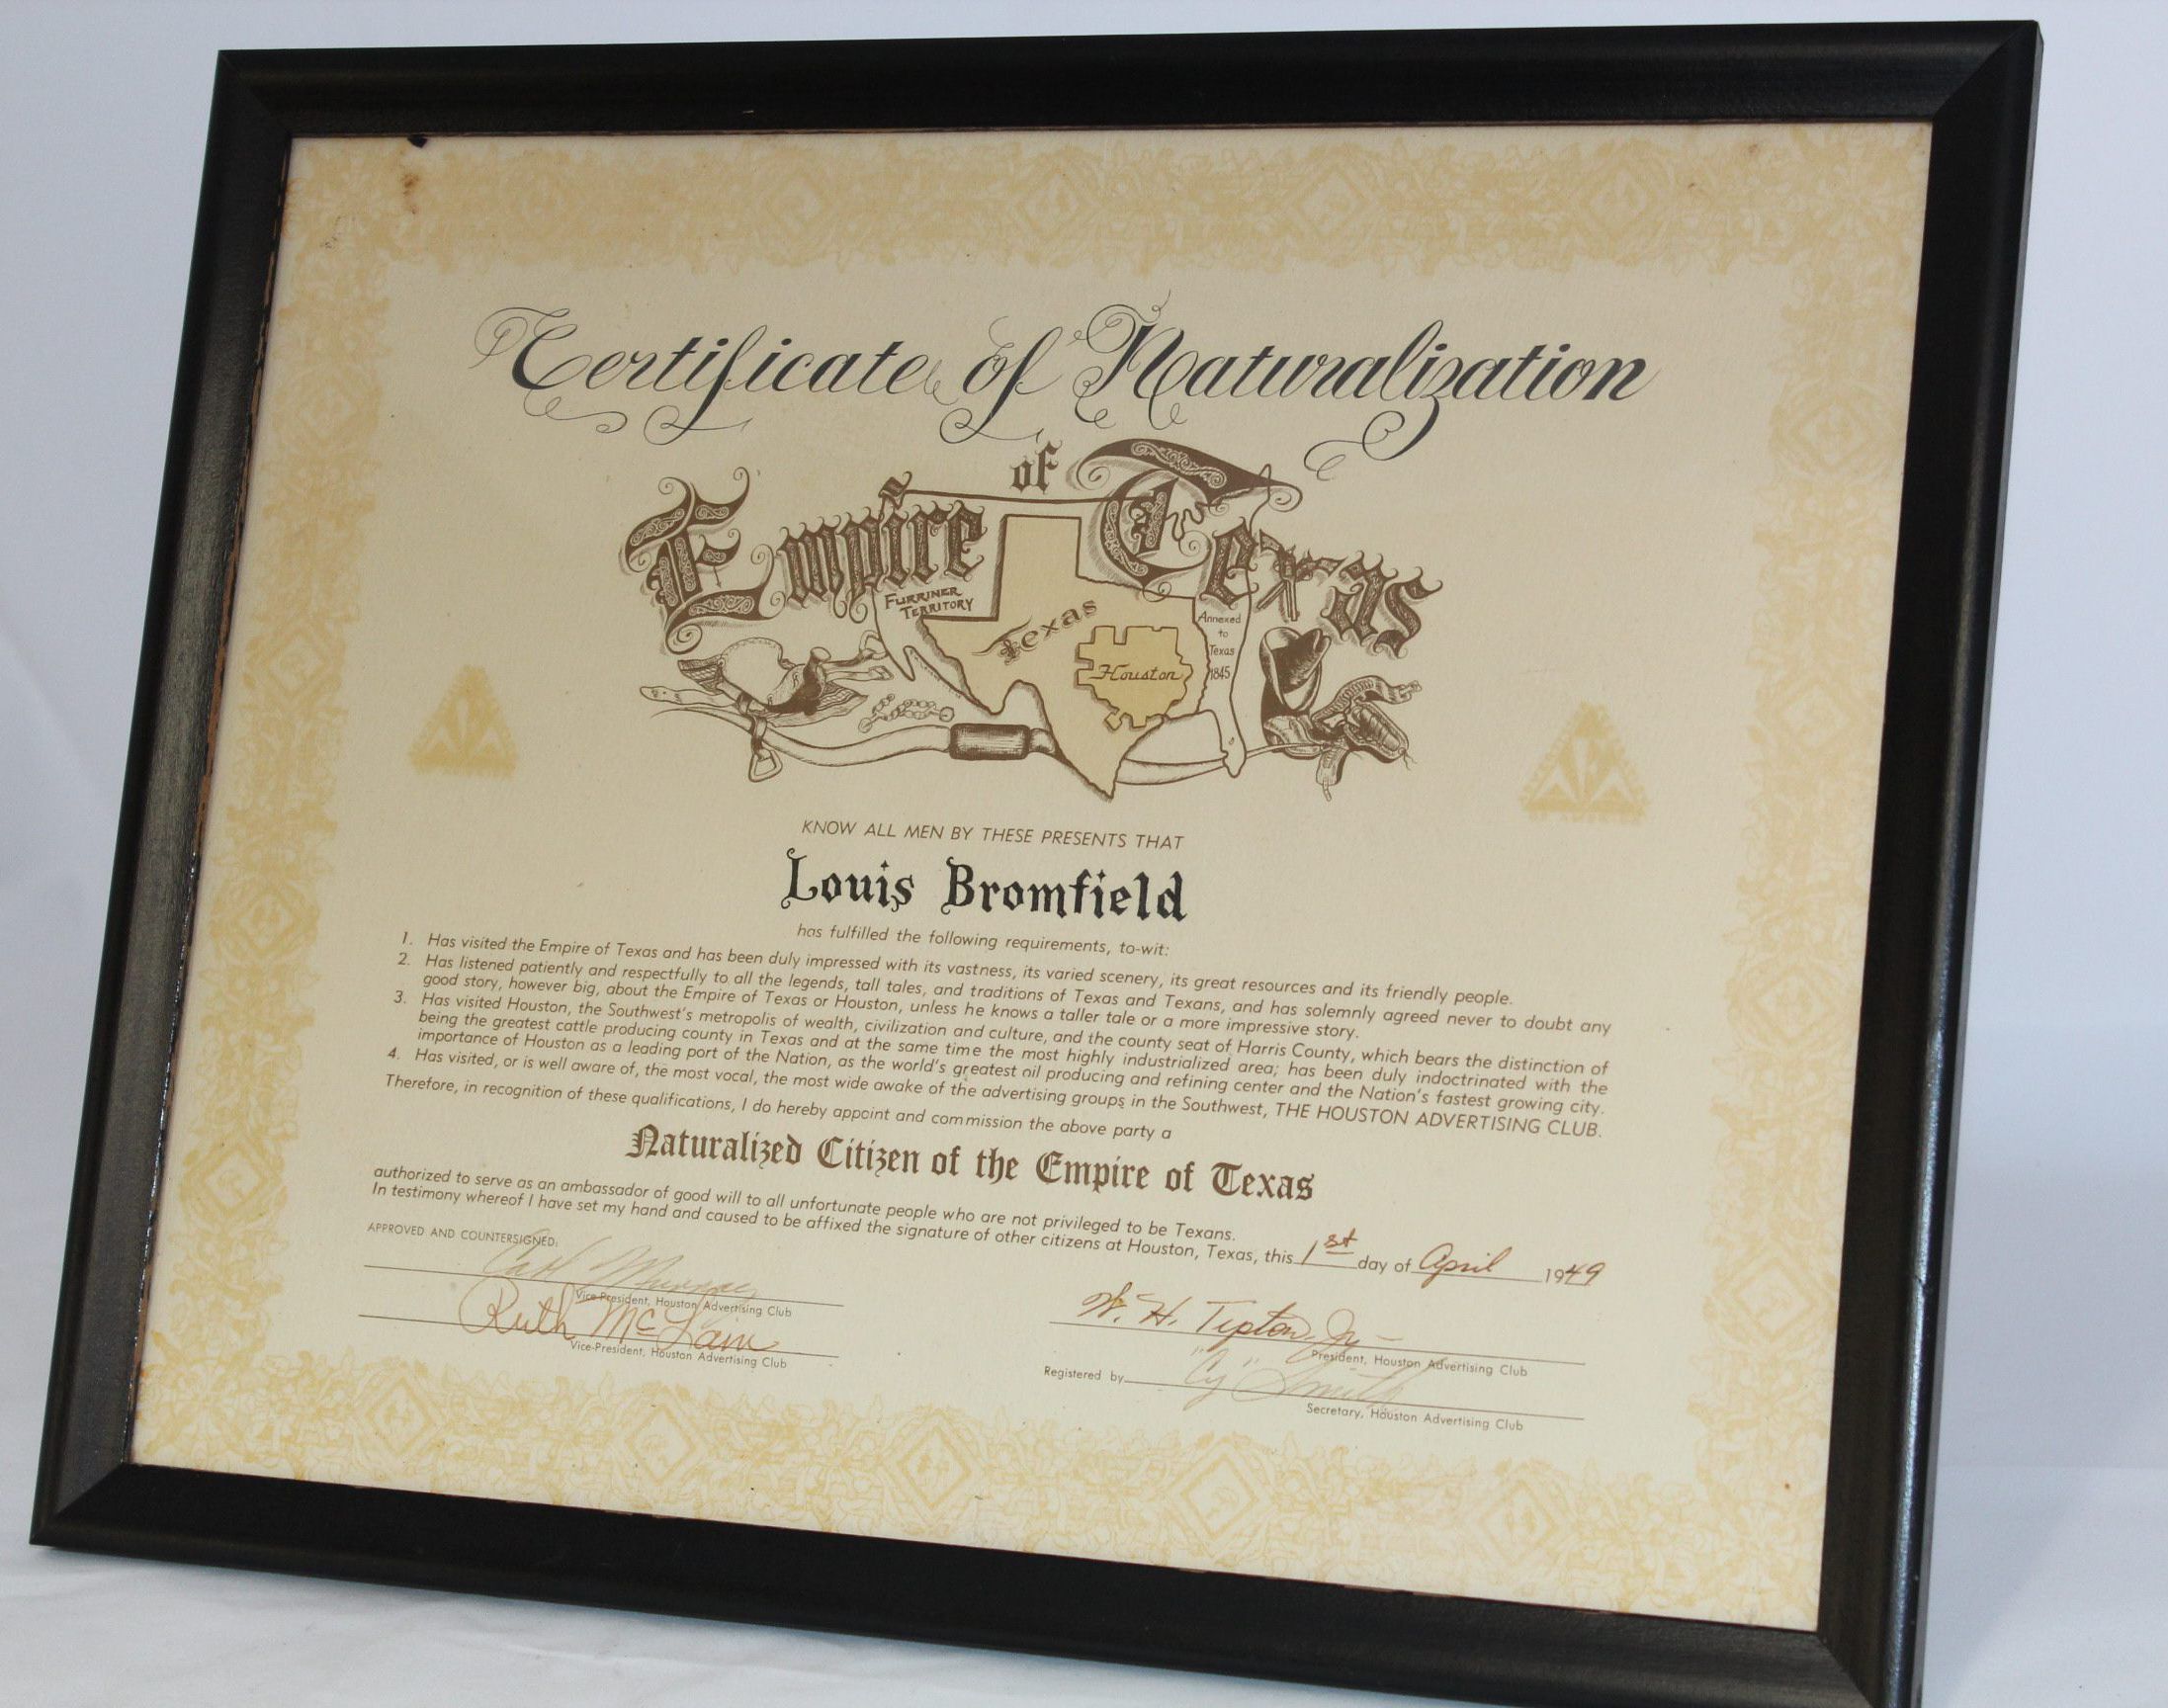 Certificate of Naturalization
of
Empire Texas
FURRINER
TERRITORY
Texas
Houston
Annexed
to
Texas
1845
KNOW ALL MEN BY THESE PRESENTS THAT
Louis Bromfield
has fulfilled the following requirements, to-wit:
1. Has visited the Empire of Texas and has been duly impressed with its vastness, its varied scenery, its great resources and its friendly people.
2. Has listened patiently and respectfully to all the legends, tall tales, and traditions of Texas and Texans, and has solemnly agreed never to doubt any
good story, however big, about the Empire of Texas or Houston, unless he knows a taller tale or a more impressive story.
3. Has visited Houston, the Southwest's metropolis of wealth, civilization and culture, and the county seat of Harris County, which bears the distinction of
being the greatest cattle producing county in Texas and at the same time the most highly industrialized area; has been duly indoctrinated with the
importance of Houston as a leading port of the Nation, as the world's greatest oil producing and refining center and the Nation's fastest growing city.
4. Has visited, or is well aware of, the most vocal, the most wide awake of the advertising groups in the Southwest, THE HOUSTON ADVERTISING CLUB.
Therefore, in recognition of these qualifications, I do hereby appoint and commission the above party a
Naturalized Citizen of the Empire of Texas
authorized to serve as an ambassador of good will to all unfortunate people who are not privileged to be Texans.
In testimony whereof I have set my hand and caused to be affixed the signature of other citizens at Houston, Texas, this 1st day of April 1949
APPROVED AND COUNTERSIGNED:
Vice-President, Houston Advertising Club
Ruth McLain
Vice-President, Houston Advertising Club
W. H. Tipton, Jr
President, Houston Advertising Club
Registered by "Cy" Smith
Secretary, Houston Advertising Club